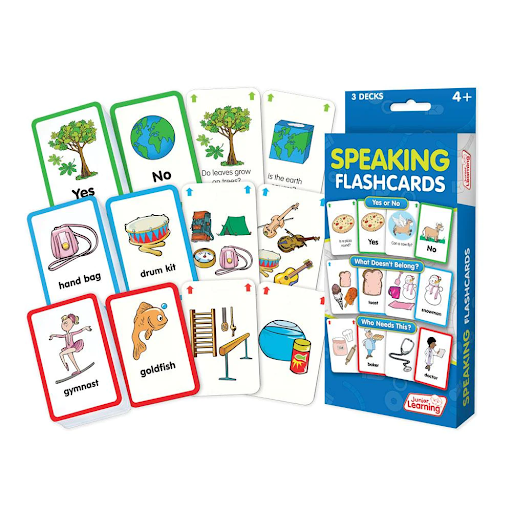 Yes
No
Do leaves grow
on trees?
is the earth
hand bag
drum kit
gymnast
goldfish
3 DECKS
4+
SPEAKING
FLASHCARDS
Yes or No
Yes
No
What Doesn't Belong?
snowman
Who Needs This?
baker
doctor
Junior
Learning
SPEAKING FLASHCARDS